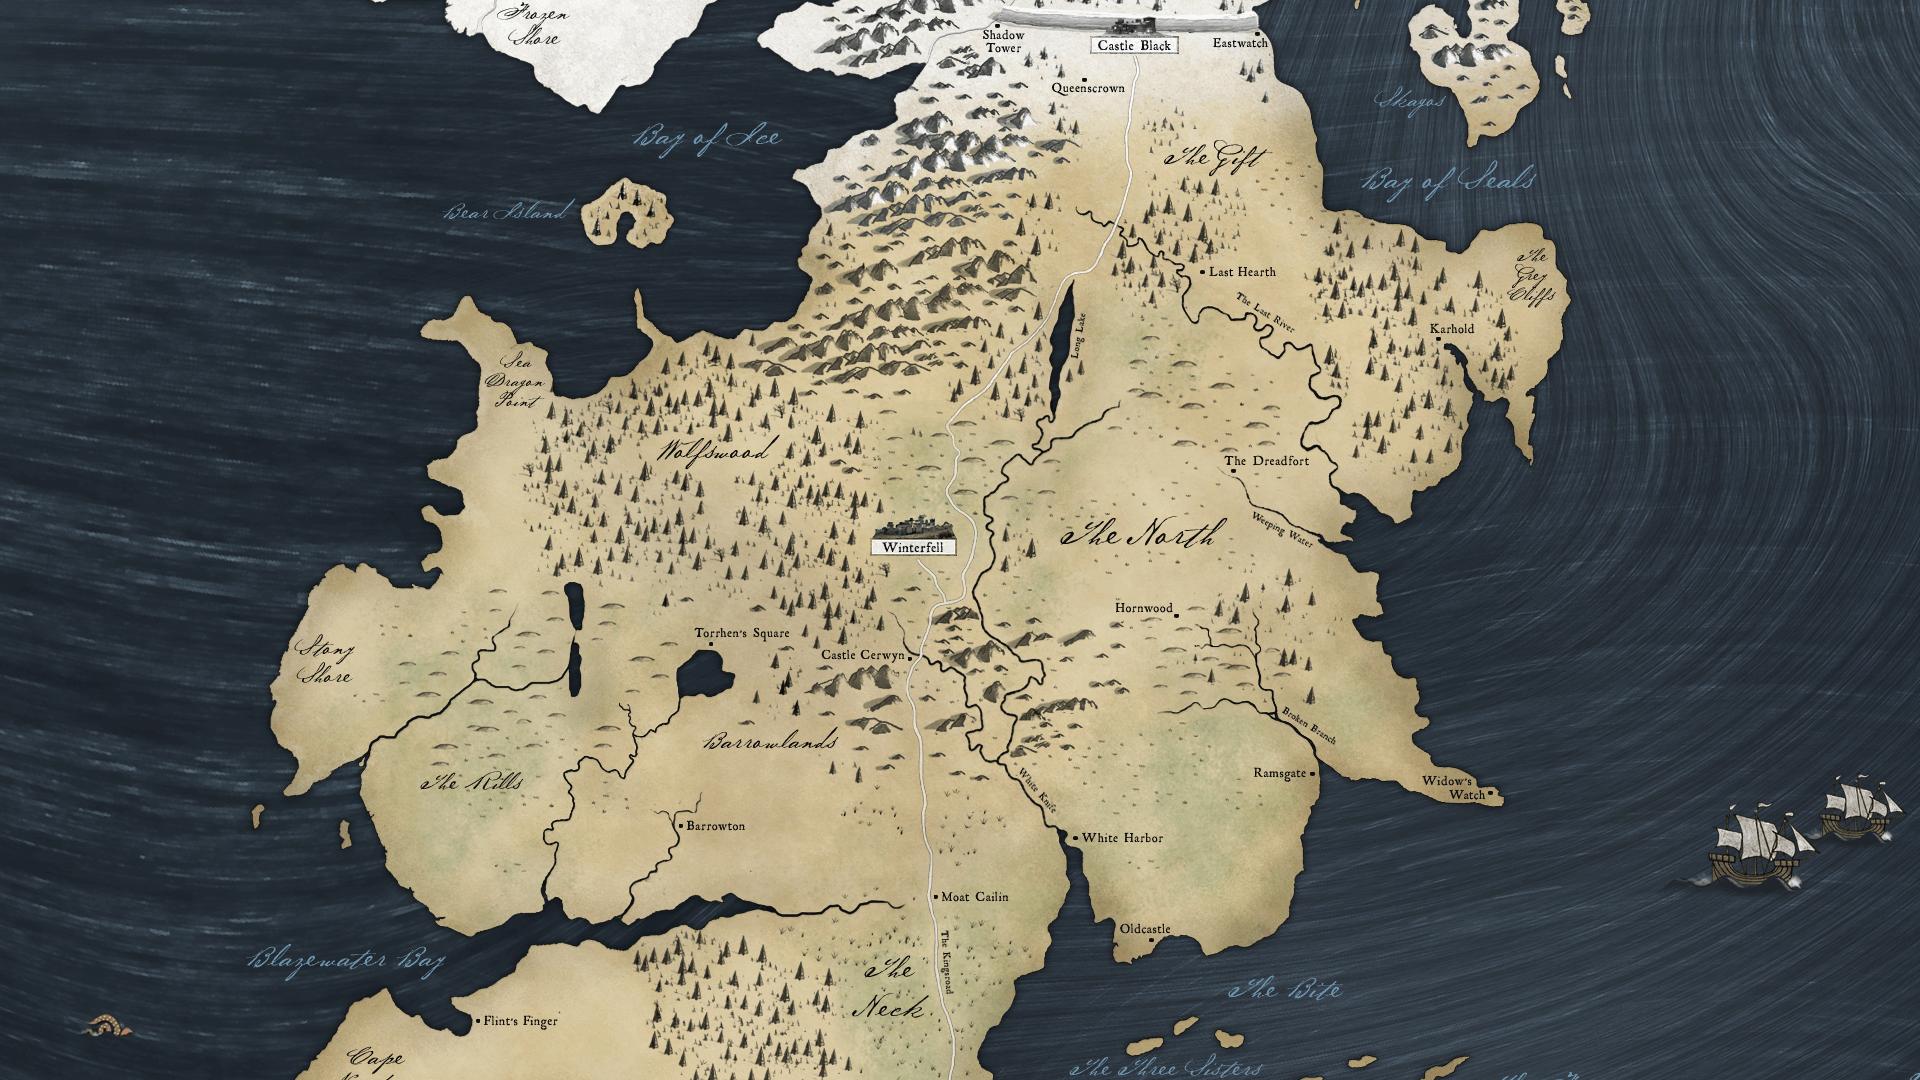 Frozen
Shore
Shadow
Tower
Castle Black
Eastwatch
Queenscrown
Skagos
Bay of Ice
The Gift
Bay of Seals
Bear Island
Last Hearth
The
Grey
Cliffs
The Last River
Karhold
Long Lake
Sea
Dragon
Point
Wolfswood
The Dreadfort
Weeping Water
The North
Winterfell
Hornwood
Torrhen's Square
Stony
Shore
Castle Cerwyn
Broken Branch
Barrowlands
The Rills
White Knife
Ramsgate
Widow's
Watch
Barrowton
White Harbor
Moat Cailin
Oldcastle
The Kingsroad
Blazewater Bay
The
Neck
The Bite
Flint's Finger
Cape
The Three Sisters